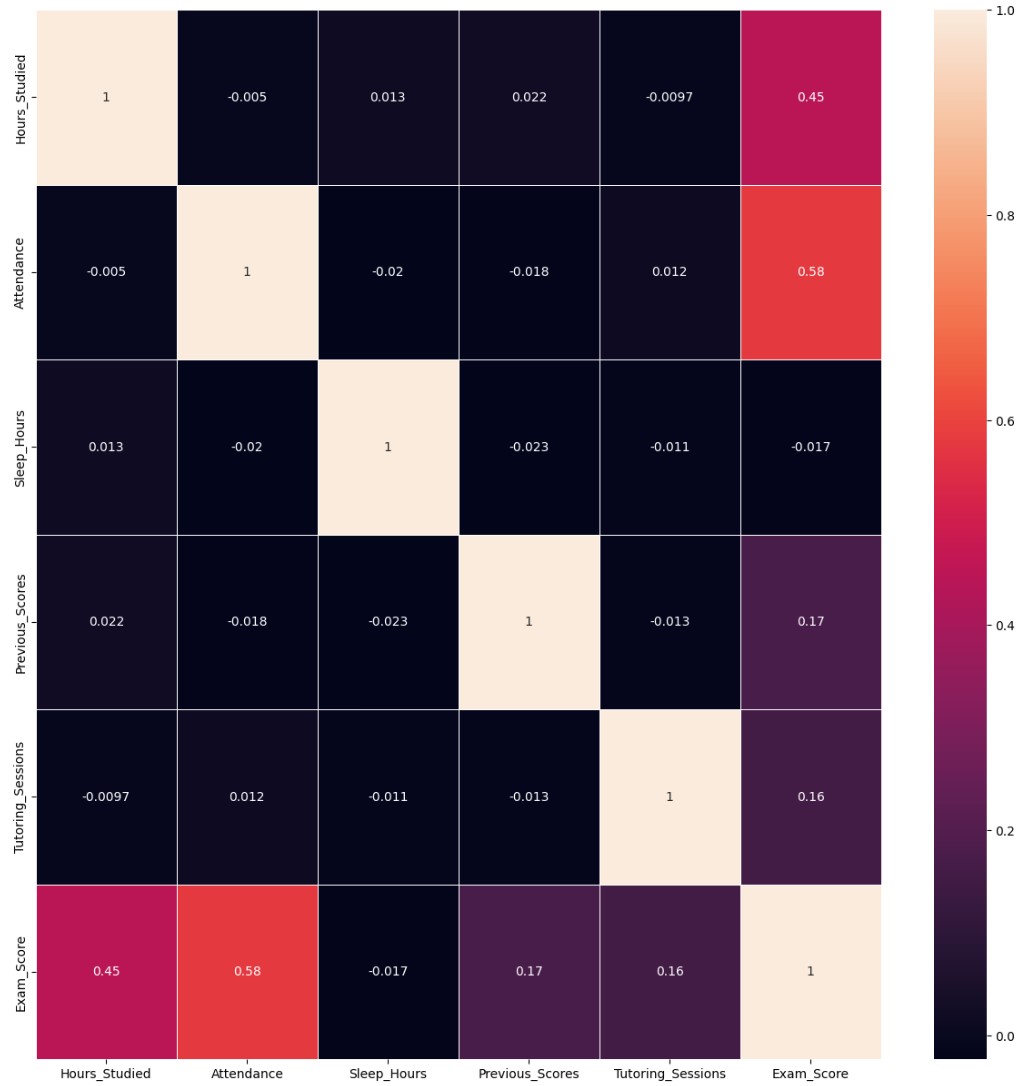 1.0
Hours_Studied 1 -0.005 0.013 0.022 -0.0097 0.45
0.8
Attendance -0.005 1 -0.02 -0.018 0.012 0.58
0.6
Sleep_Hours 0.013 -0.02 1 -0.023 -0.011 -0.017
0.4
Previous_Scores 0.022 -0.018 -0.023 1 -0.013 0.17
0.2
Tutoring_Sessions -0.0097 0.012 -0.011 -0.013 1 0.16
Exam_Score 0.45 0.58 -0.017 0.17 0.16 1
0.0
Hours_Studied Attendance Sleep_Hours Previous_Scores Tutoring_Sessions Exam_Score